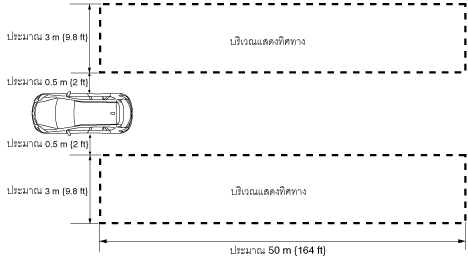 ประมาณ 3 m {9.8 ft}
บริเวณแสดงทิศทาง
ประมาณ 0.5 m {2 ft}
ประมาณ 0.5 m {2 ft}
ประมาณ 3 m {9.8 ft}
บริเวณแสดงทิศทาง
ประมาณ 50 m {164 ft}